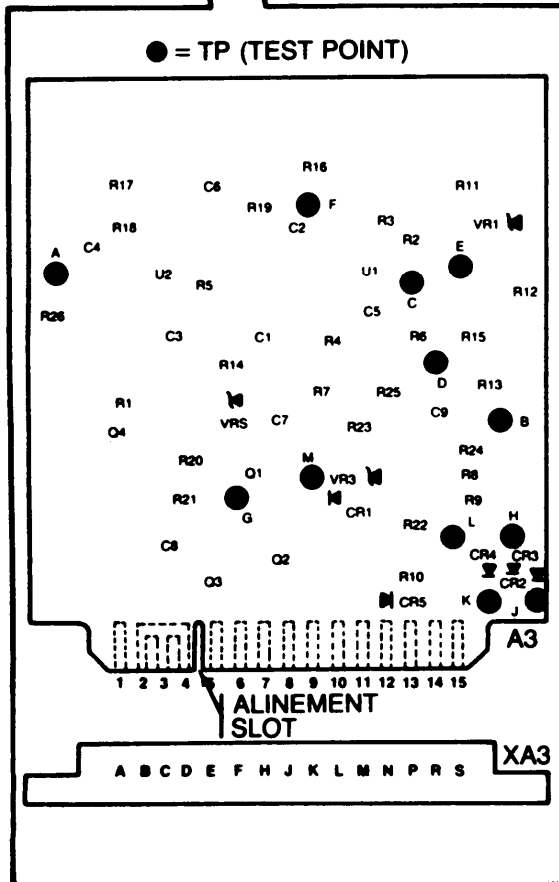 ● = TP (TEST POINT)
R16
R17
C6
R11
R19
F
C2
R3
VR1
R18
R2
C4
A
E
U2
R5
U1
C
R12
R26
C5
C3
C1
R4
R6
R15
R14
D
R13
R7
R25
R1
VRS
C7
C9
B
Q4
R23
R24
R20
Q1
M
VR3
R8
R21
G
CR1
R9
R22
L
H
C8
Q2
CR4
CR3
Q3
R10
CR2
CR5
K
J
A3
1 2 3 4 5 6 7 8 9 10 11 12 13 14 15
ALINEMENT
SLOT
XA3
A B C D E F H J K L M N P R S